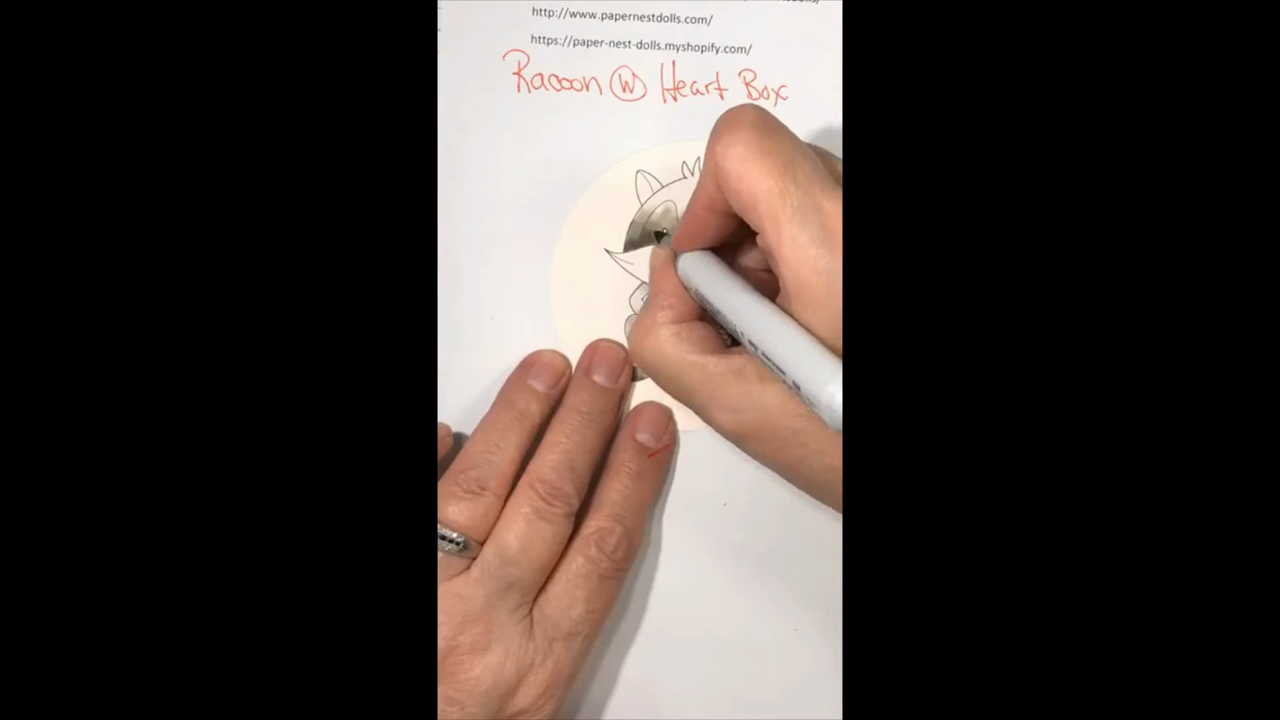 http://www.papernestdolls.com/
https://paper-nest-dolls.myshopify.com/
Racoon W Heart Box